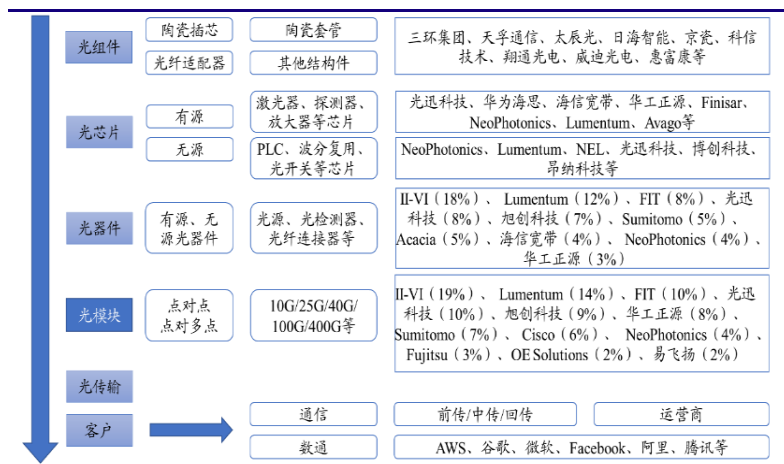 光组件
陶瓷插芯
陶瓷套管
光纤适配器
其他结构件
三环集团、天孚通信、太辰光、日海智能、京瓷、科信
技术、翔通光电、威迪光电、惠富康等
光芯片
有源
激光器、探测器、
放大器等芯片
光迅科技、华为海思、海信宽带、华工正源、Finisar、
NeoPhotonics、Lumentum、Avago等
无源
PLC、波分复用、
光开关等芯片
NeoPhotonics、Lumentum、NEL、光迅科技、博创科技、
昂纳科技等
光器件
有源、无
源光器件
光源、光检测器、
光纤连接器等
II-VI（18%）、 Lumentum（12%）、FIT（8%）、光迅
科技（8%）、旭创科技（7%）、Sumitomo（5%）、
Acacia（5%）、海信宽带（4%）、 NeoPhotonics（4%）、
华工正源（3%）
光模块
点对点
点对多点
10G/25G/40G/
100G/400G等
II-VI（19%）、 Lumentum（14%）、FIT（10%）、光迅
科技（10%）、旭创科技（9%）、华工正源（8%）、
Sumitomo（7%）、Cisco（6%）、 NeoPhotonics（4%）、
Fujitsu（3%）、OE Solutions（2%）、易飞扬（2%）
光传输
客户
通信
前传/中传/回传
运营商
数通
AWS、谷歌、微软、Facebook、阿里、腾讯等